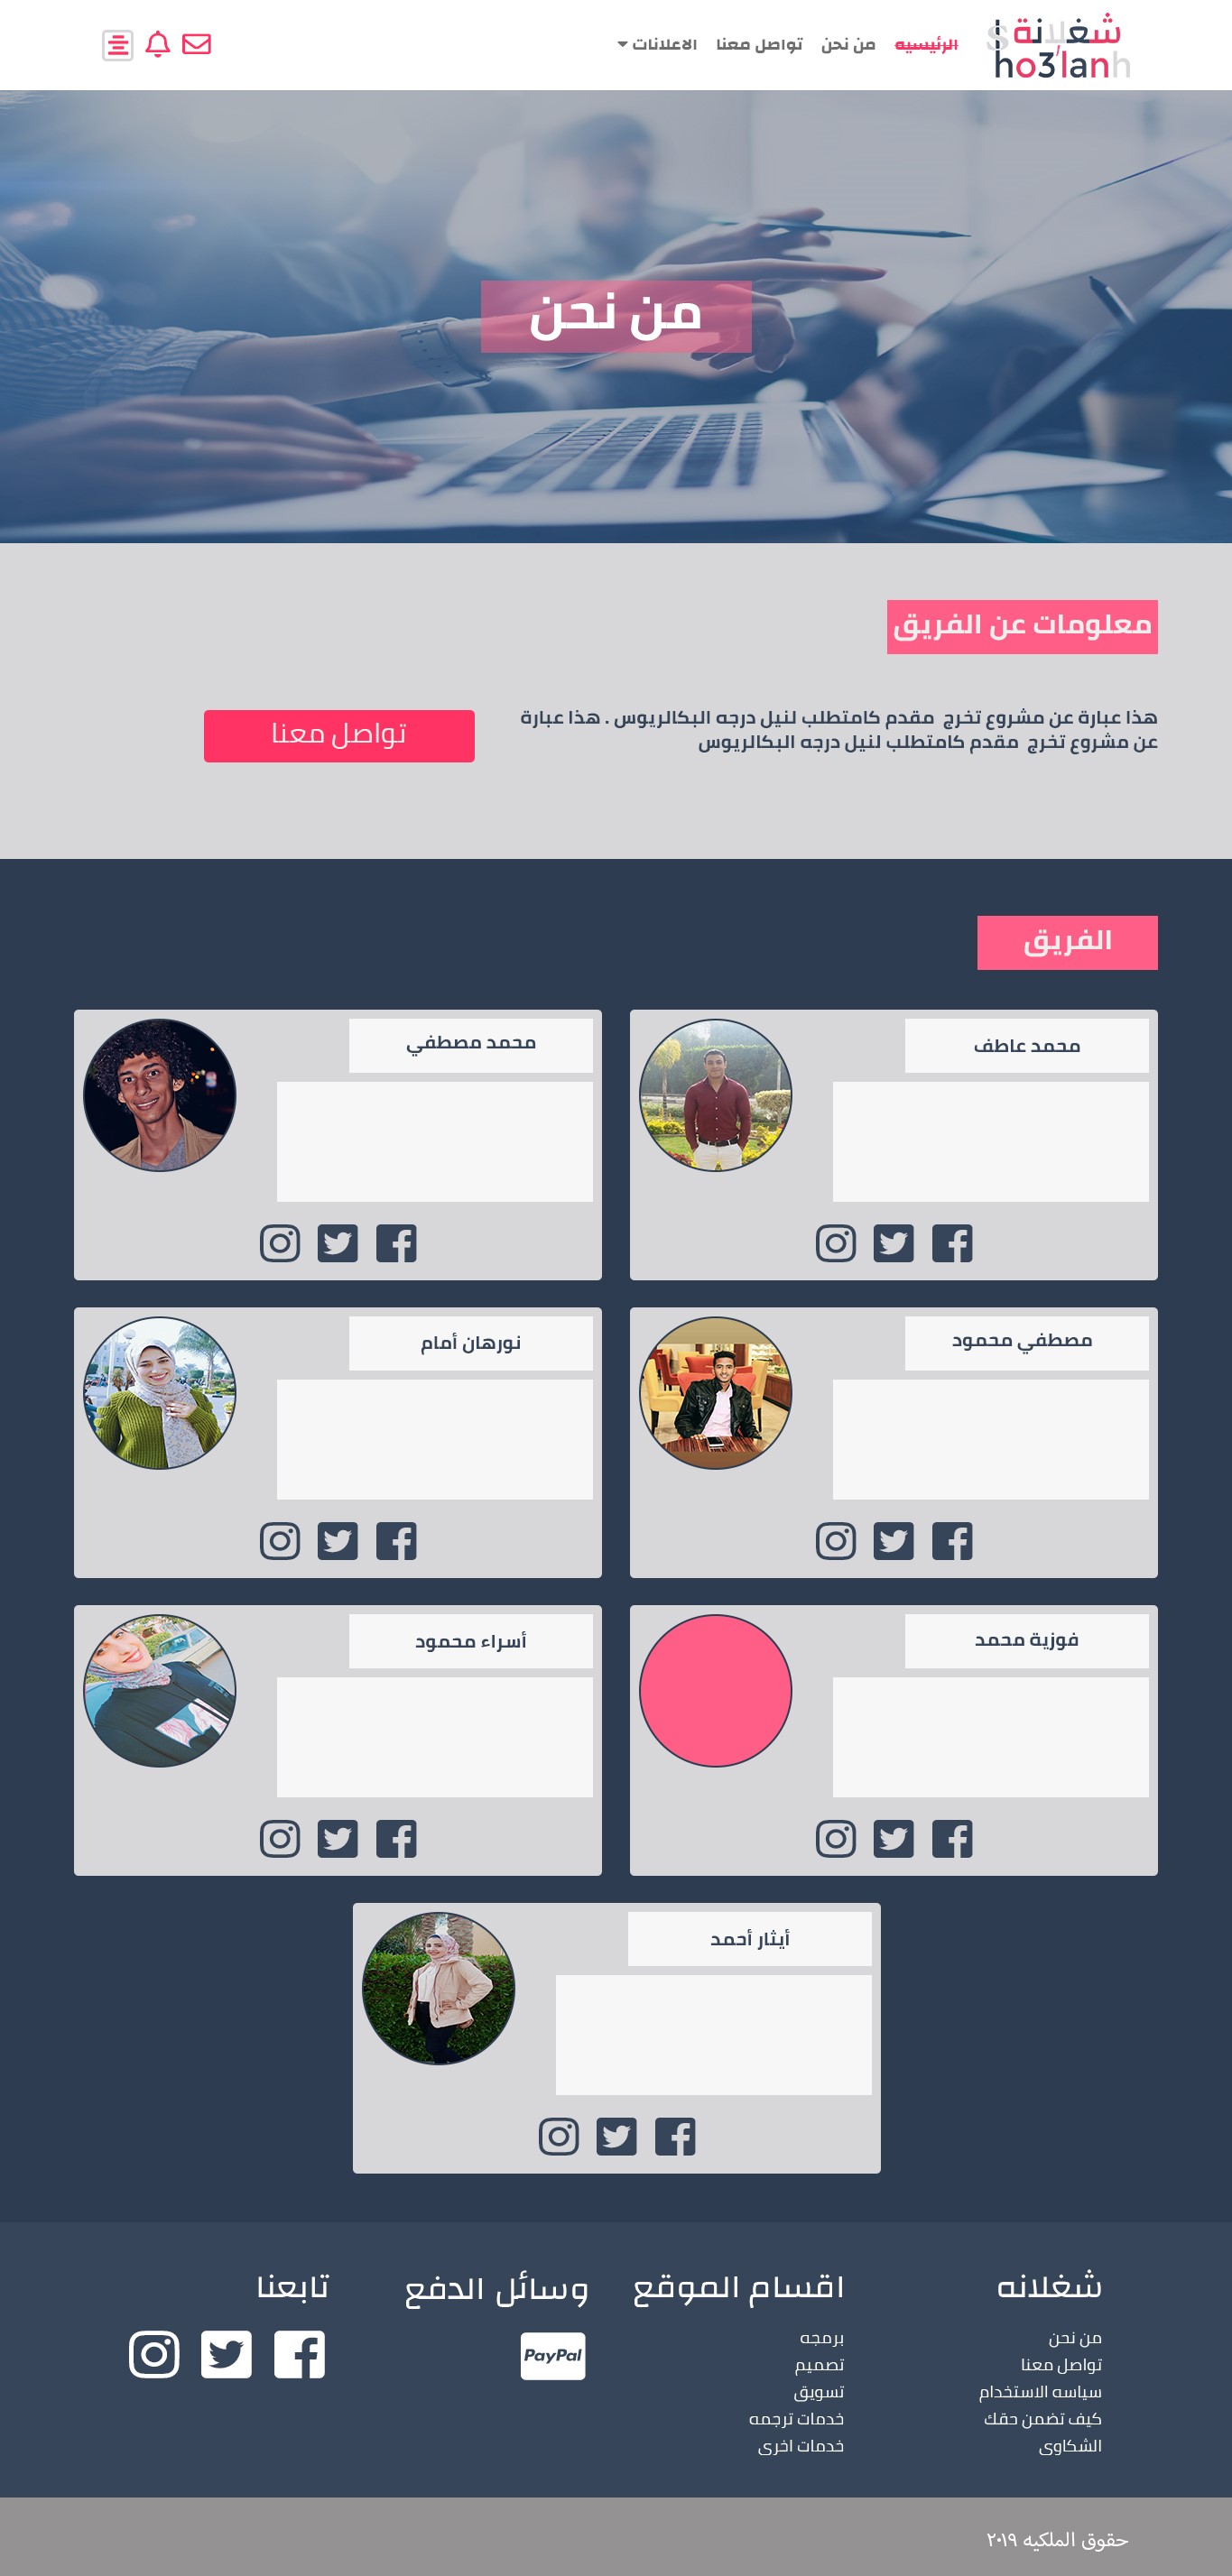 شغلانة
Sho3'lanh
الرئيسيه
من نحن
تواصل معنا
الاعلانات
من نحن
معلومات عن الفريق
هذا عبارة عن مشروع تخرج مقدم كامتطلب لنيل درجه البكالريوس . هذا عبارة
عن مشروع تخرج مقدم كامتطلب لنيل درجه البكالريوس
تواصل معنا
الفريق
محمد عاطف
محمد مصطفي
مصطفي محمود
نورهان أمام
فوزية محمد
أسراء محمود
أيثار أحمد
شغلانه
من نحن
تواصل معنا
سياسه الاستخدام
كيف تضمن حقك
الشكاوى
اقسام الموقع
برمجه
تصميم
تسويق
خدمات ترجمه
خدمات اخرى
وسائل الدفع
PayPal
تابعنا
حقوق الملكيه ٢٠١٩